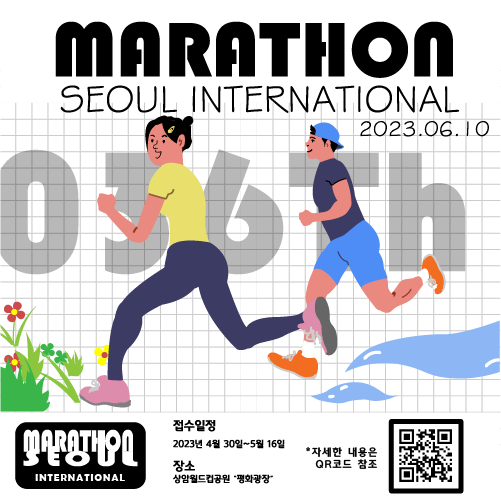 MARATHON
SEOUL INTERNATIONAL
2023.06.10
036Th
MARATHON
SEOUL
INTERNATIONAL
접수일정
2023년 4월 30일~5월 16일
장소
상암월드컵공원 "평화광장"
*자세한 내용은
QR코드 참조